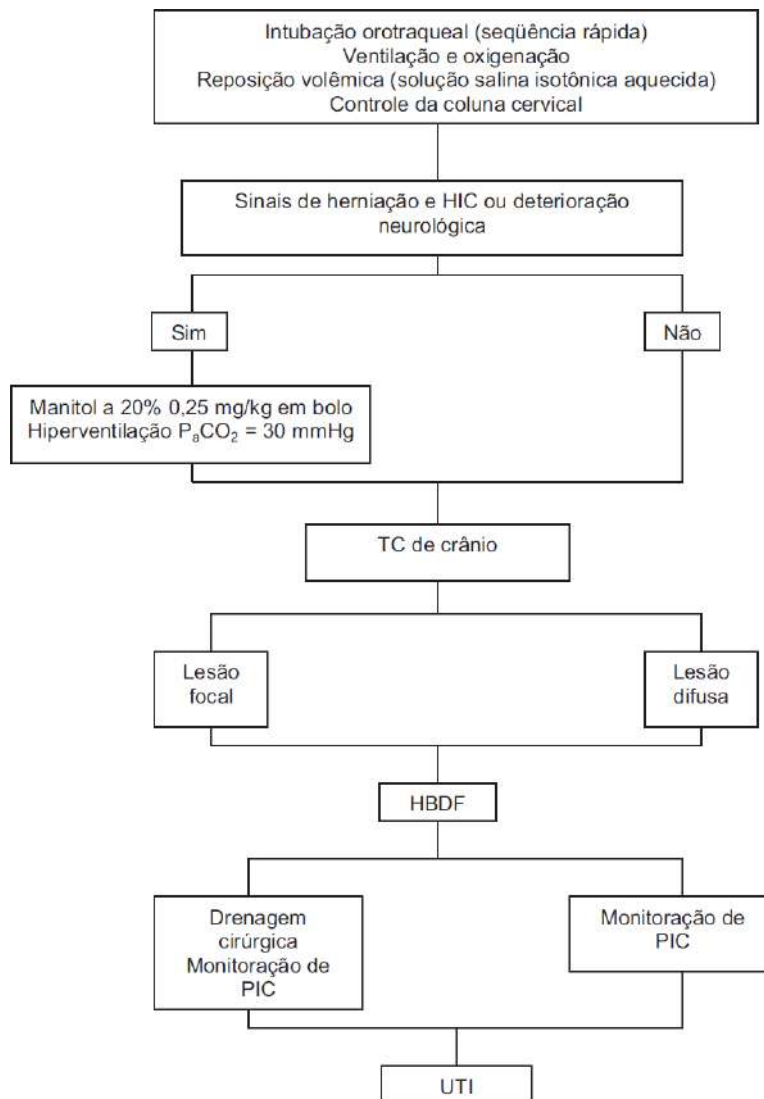 Intubação orotraqueal (seqüência rápida)
Ventilação e oxigenação
Reposição volêmica (solução salina isotônica aquecida)
Controle da coluna cervical
Sinais de herniação e HIC ou deterioração
neurológica
Sim
Não
Manitol a 20% 0,25 mg/kg em bolo
Hiperventilação PaCO2 = 30 mmHg
TC de crânio
Lesão
focal
Lesão
difusa
HBDF
Drenagem
cirúrgica
Monitoração de
PIC
Monitoração de
PIC
UTI